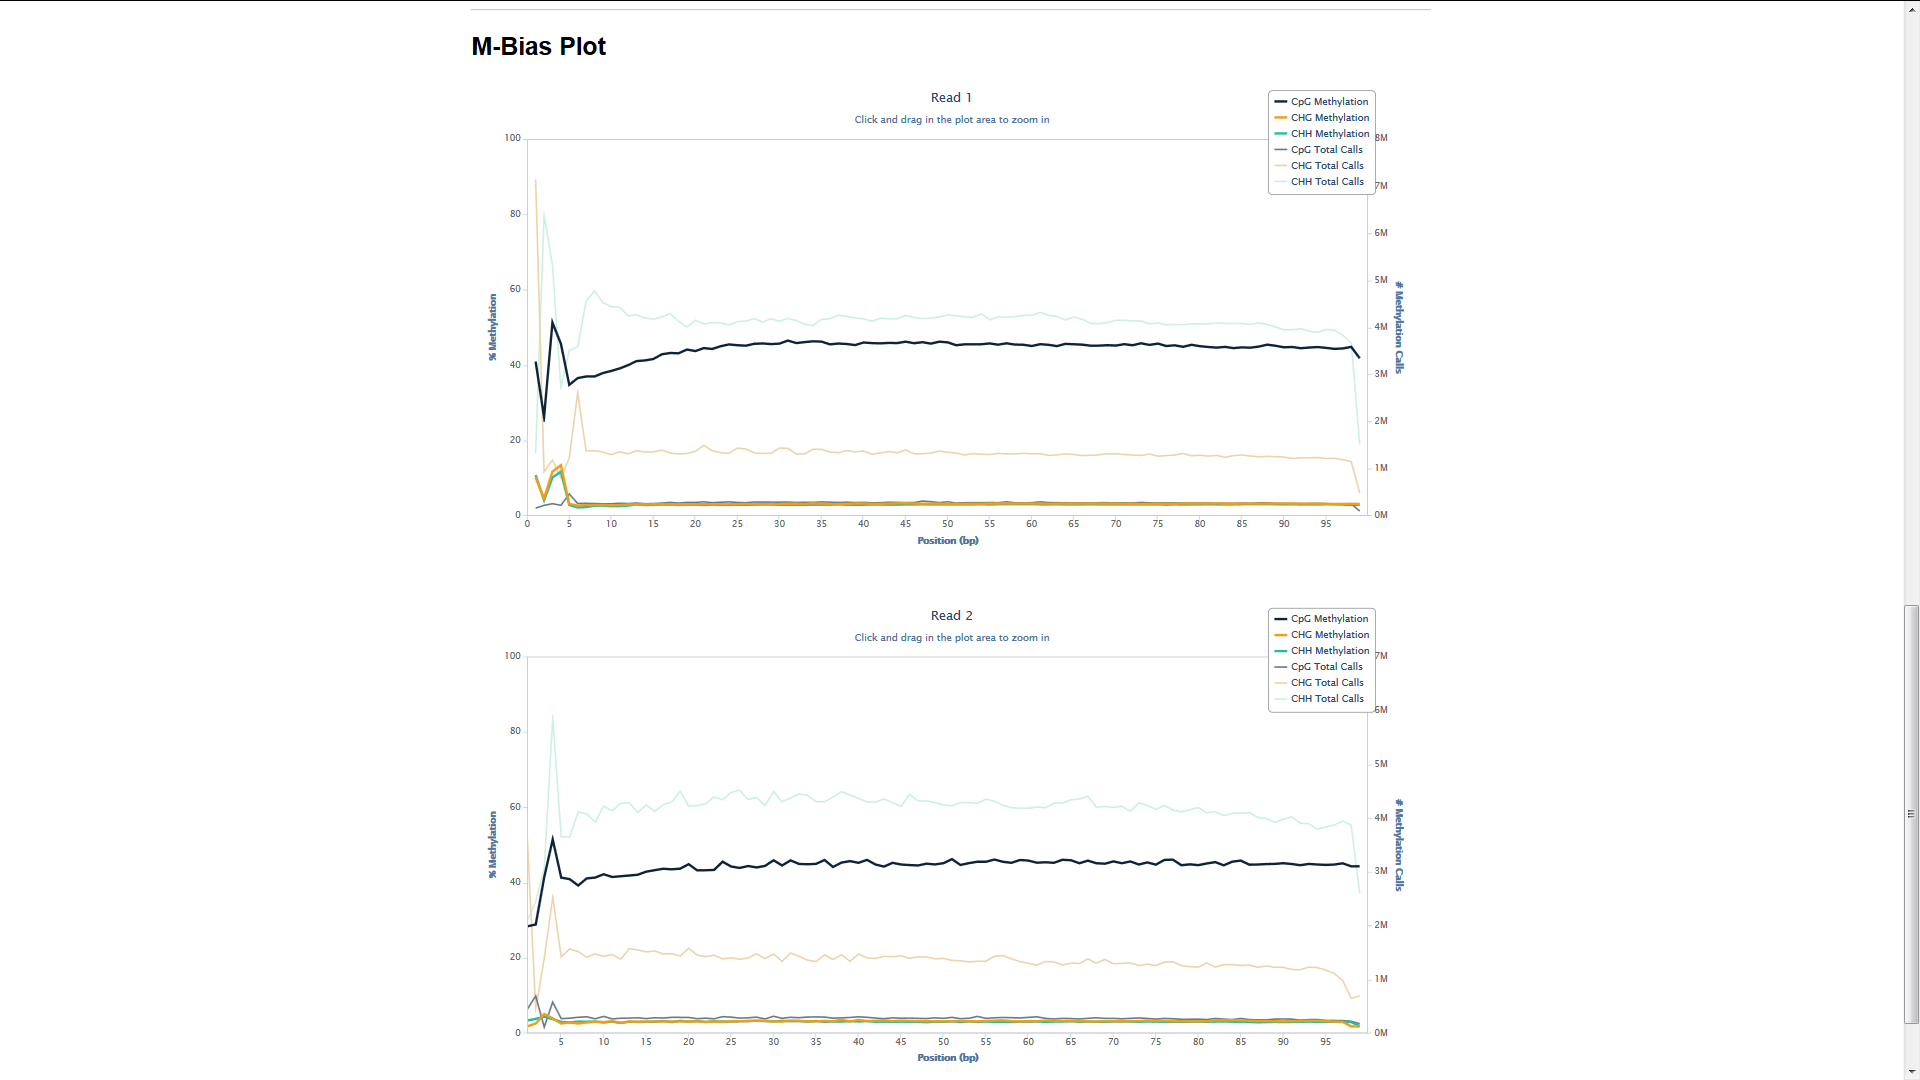 M-Bias Plot
Read 1
Click and drag in the plot area to zoom in
CpG Methylation
CHG Methylation
CHH Methylation
CpG Total Calls
CHG Total Calls
CHH Total Calls
100
80
60
40
20
0
8M
7M
6M
5M
4M
3M
2M
1M
0M
% Methylation
# Methylation Calls
0 5 10 15 20 25 30 35 40 45 50 55 60 65 70 75 80 85 90 95
Position (bp)
Read 2
Click and drag in the plot area to zoom in
CpG Methylation
CHG Methylation
CHH Methylation
CpG Total Calls
CHG Total Calls
CHH Total Calls
100
80
60
40
20
0
7M
6M
5M
4M
3M
2M
1M
0M
% Methylation
# Methylation Calls
5 10 15 20 25 30 35 40 45 50 55 60 65 70 75 80 85 90 95
Position (bp)